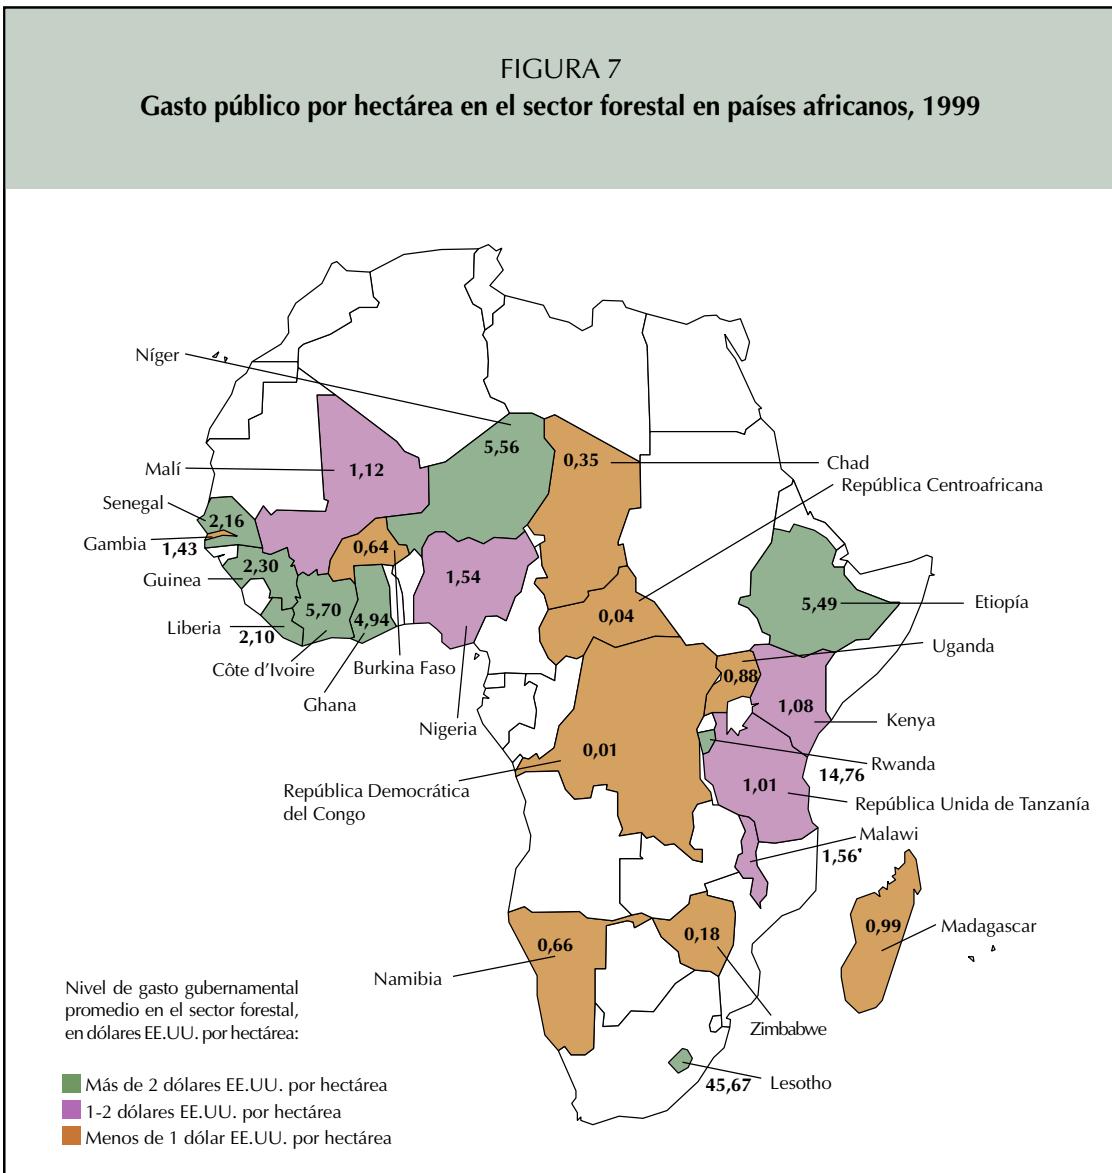 FIGURA 7
Gasto público por hectárea en el sector forestal en países africanos, 1999
Níger
5,56
0,35
Chad
Malí
1,12
República Centroafricana
Senegal
2,16
Gambia
1,43
0,64
Guinea
2,30
1,54
5,70
4,94
0,04
5,49
Etiopía
Liberia
2,10
Uganda
0,88
Côte d'Ivoire
Burkina Faso
Ghana
1,08
Kenya
Nigeria
0,01
Rwanda
14,76
República Democrática
del Congo
1,01
República Unida de Tanzanía
Malawi
1,56
0,99
Madagascar
0,66
0,18
Namibia
Zimbabwe
Lesotho
45,67
Nivel de gasto gubernamental
promedio en el sector forestal,
en dólares EE.UU. por hectárea:
Más de 2 dólares EE.UU. por hectárea
1-2 dólares EE.UU. por hectárea
Menos de 1 dólar EE.UU. por hectárea